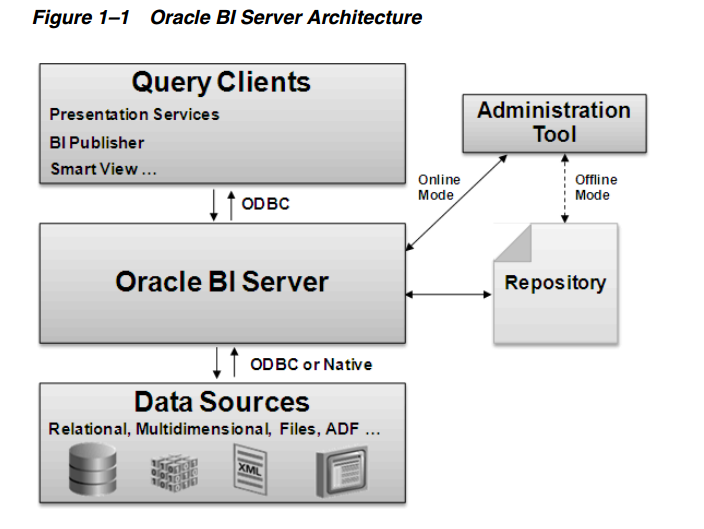 Figure 1–1 Oracle BI Server Architecture
Query Clients
Presentation Services
BI Publisher
Smart View ...
Administration
Tool
Online
Mode
Offline
Mode
ODBC
Oracle BI Server
Repository
ODBC or Native
Data Sources
Relational, Multidimensional, Files, ADF ...
XML